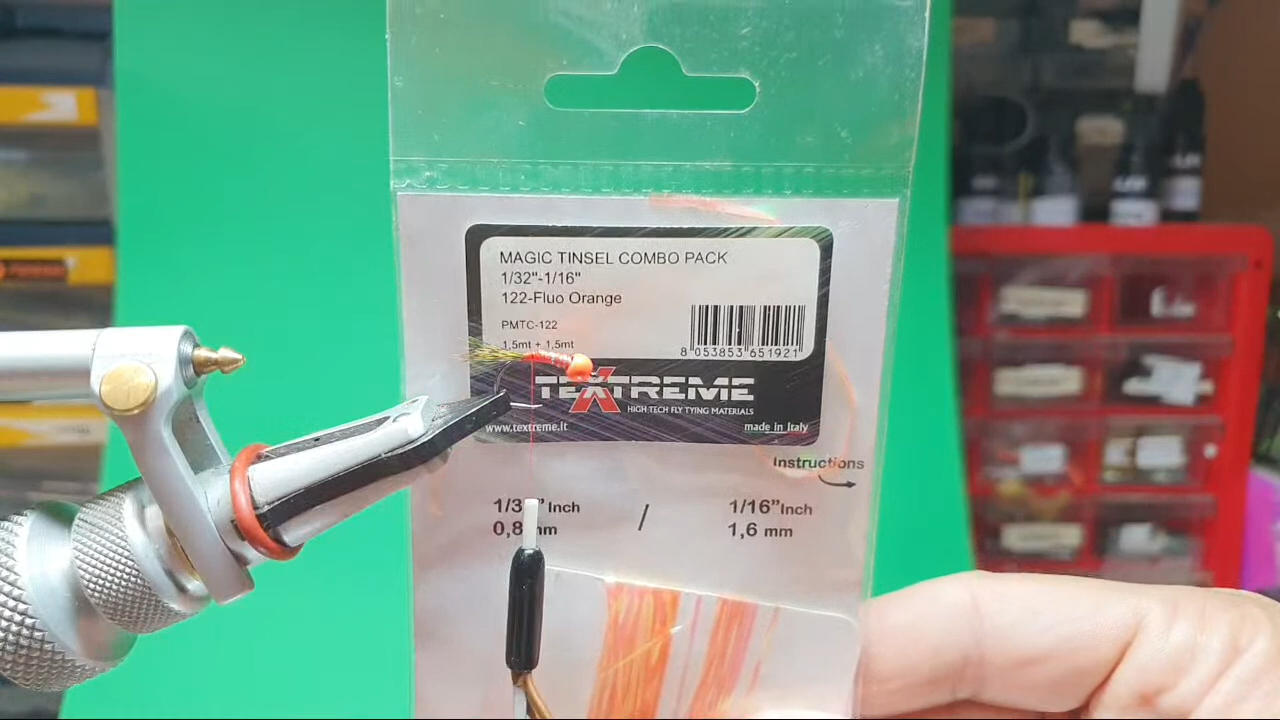 MAGIC TINSEL COMBO PACK
1/32"-1/16"
122-Fluo Orange
PMTC-122
1,5mt + 1,5mt
8 053853 651921
TEXTREME
HIGH TECH FLY TYING MATERIALS
www.textreme.it
made in Italy
Instructions
Inch
1/16”Inch
/
mm
1,6 mm